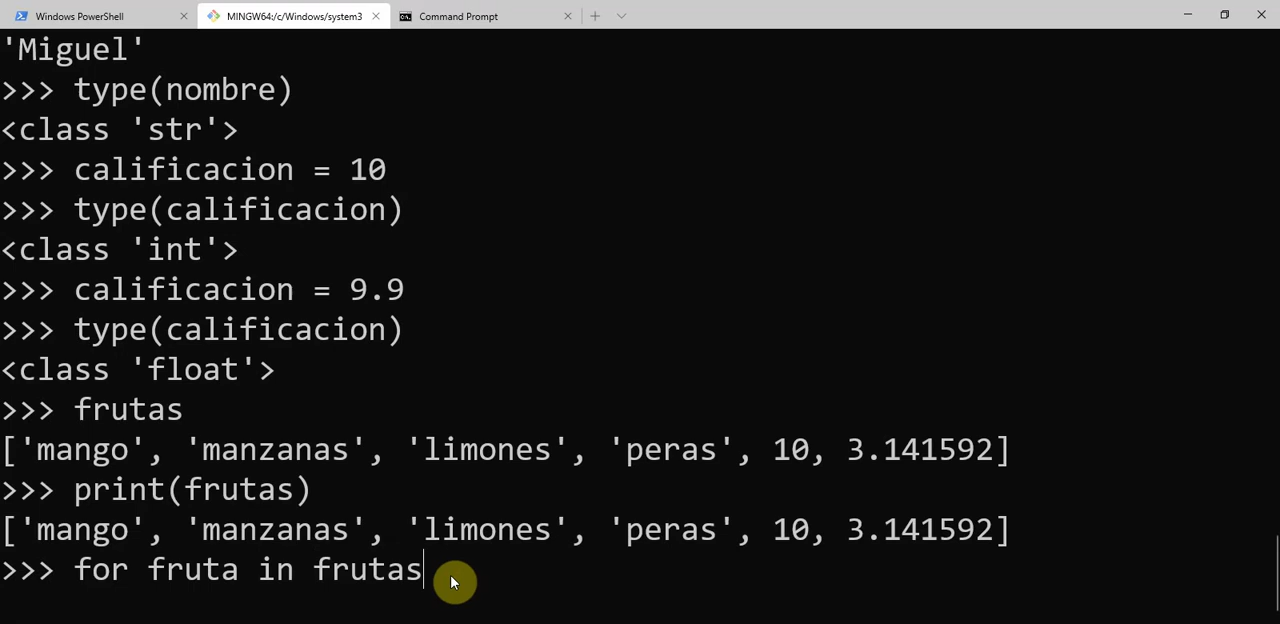 Windows PowerShell
MINGW64:/c/Windows/system3
Command Prompt
'Miguel'
>>> type(nombre)
<class 'str'>
>>> calificacion = 10
>>> type(calificacion)
<class 'int'>
>>> calificacion = 9.9
>>> type(calificacion)
<class 'float'>
>>> frutas
['mango', 'manzanas', 'limones', 'peras', 10, 3.141592]
>>> print(frutas)
['mango', 'manzanas', 'limones', 'peras', 10, 3.141592]
>>> for fruta in frutas